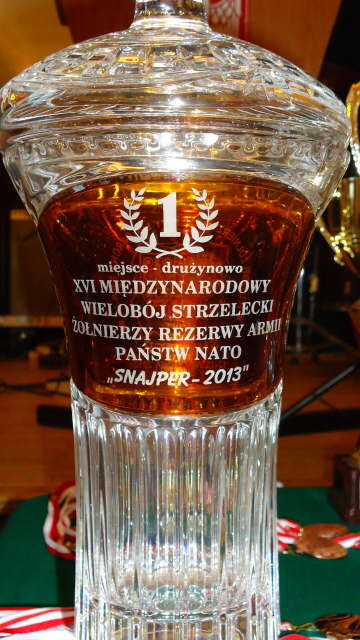 1
miejsce - drużynowo
XVI MIĘDZYNARODOWY
WIELOBÓJ STRZELECKI
ŻOŁNIERZY REZERWY ARMII
PAŃSTW NATO
„SNAJPER - 2013"